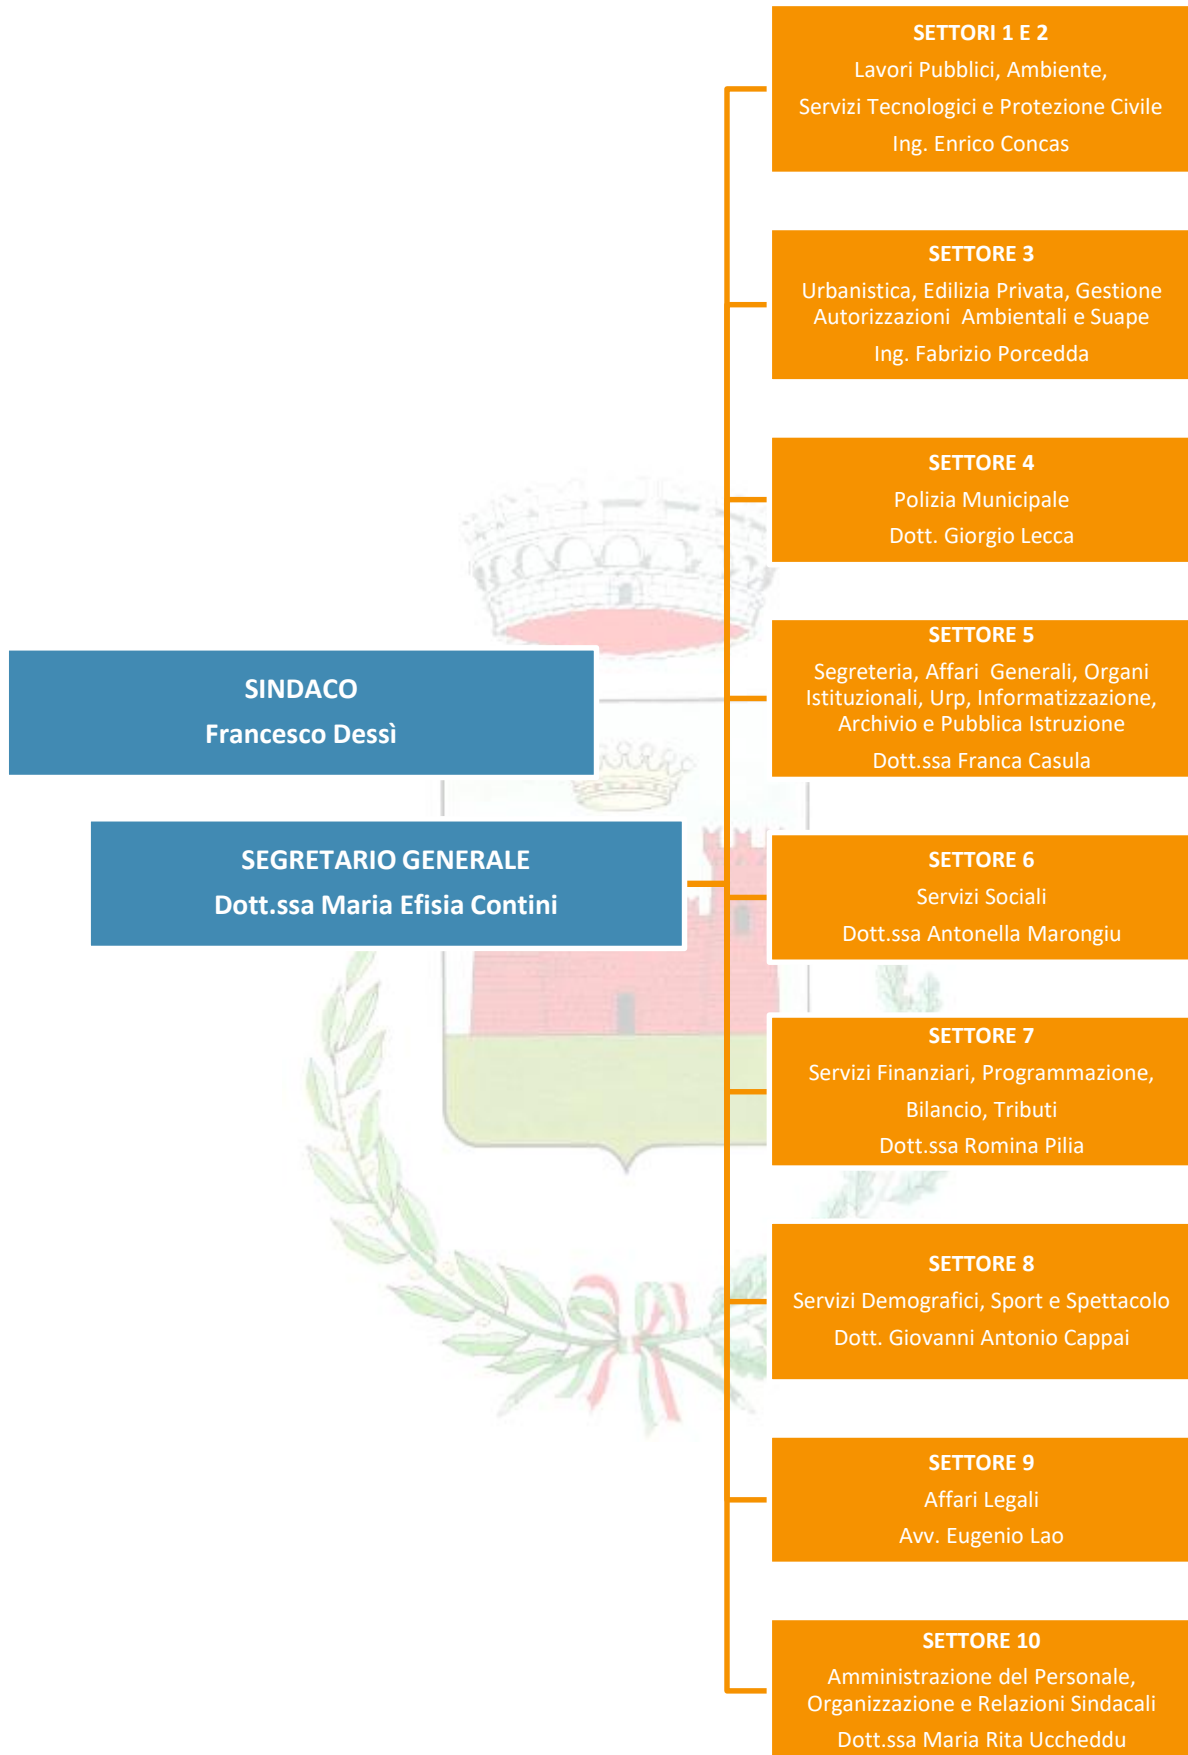 SINDACO
Francesco Dessì
SEGRETARIO GENERALE
Dott.ssa Maria Efisia Contini
SETTORI 1 E 2
Lavori Pubblici, Ambiente,
Servizi Tecnologici e Protezione Civile
Ing. Enrico Concas
SETTORE 3
Urbanistica, Edilizia Privata, Gestione
Autorizzazioni Ambientali e Suape
Ing. Fabrizio Porcedda
SETTORE 4
Polizia Municipale
Dott. Giorgio Lecca
SETTORE 5
Segreteria, Affari Generali, Organi
Istituzionali, Urp, Informatizzazione,
Archivio e Pubblica Istruzione
Dott.ssa Franca Casula
SETTORE 6
Servizi Sociali
Dott.ssa Antonella Marongiu
SETTORE 7
Servizi Finanziari, Programmazione,
Bilancio, Tributi
Dott.ssa Romina Pilia
SETTORE 8
Servizi Demografici, Sport e Spettacolo
Dott. Giovanni Antonio Cappai
SETTORE 9
Affari Legali
Avv. Eugenio Lao
SETTORE 10
Amministrazione del Personale,
Organizzazione e Relazioni Sindacali
Dott.ssa Maria Rita Uccheddu